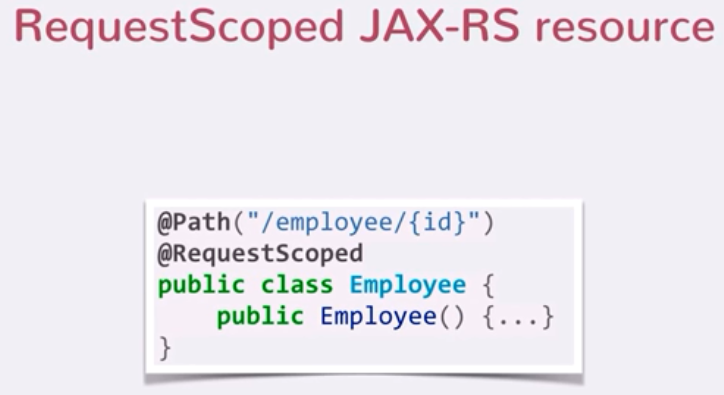 RequestScoped JAX-RS resource
@Path("/employee/{id}")
@RequestScoped
public class Employee {
    public Employee() {...}
}